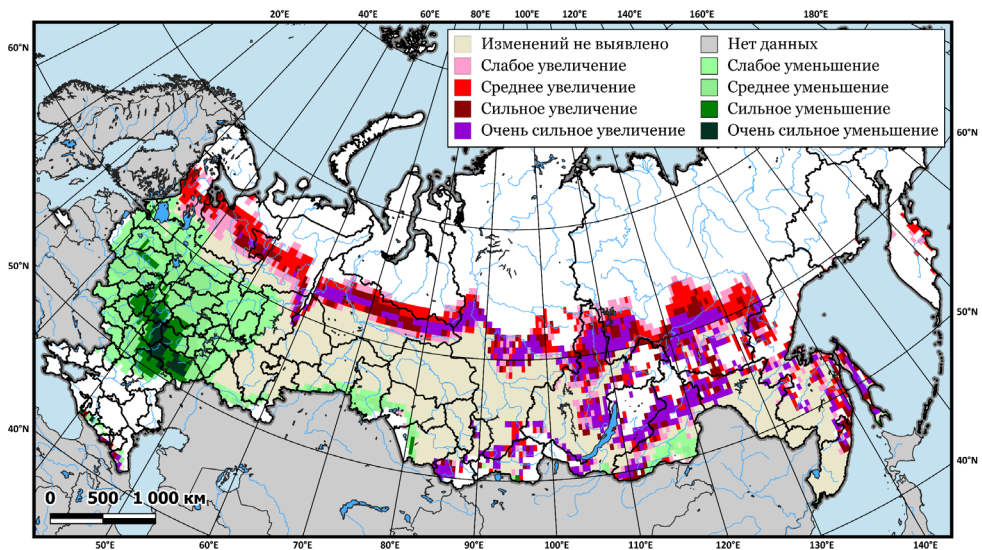 20°E 40°E 60°E 80°E 100°E 120°E 140°E 160°E 180°E
60°N
50°N
40°N
60°N
50°N
40°N
Изменений не выявлено
Слабое увеличение
Среднее увеличение
Сильное увеличение
Очень сильное увеличение
Нет данных
Слабое уменьшение
Среднее уменьшение
Сильное уменьшение
Очень сильное уменьшение
0 500 1 000 км
50°E 60°E 70°E 80°E 90°E 100°E 110°E 120°E 130°E 140°E